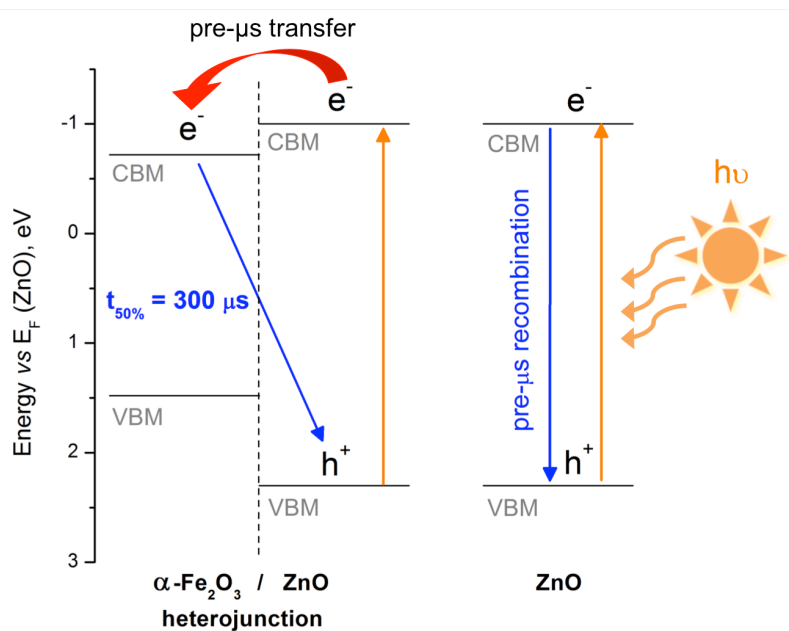 pre-μs transfer
e⁻
e⁻
e⁻
-1
CBM
CBM
CBM
hυ
0
t₅₀% = 300 μs
pre-μs recombination
Energy vs E_F (ZnO), eV
1
VBM
2
h⁺
h⁺
VBM
VBM
3
α-Fe₂O₃ / ZnO
ZnO
heterojunction